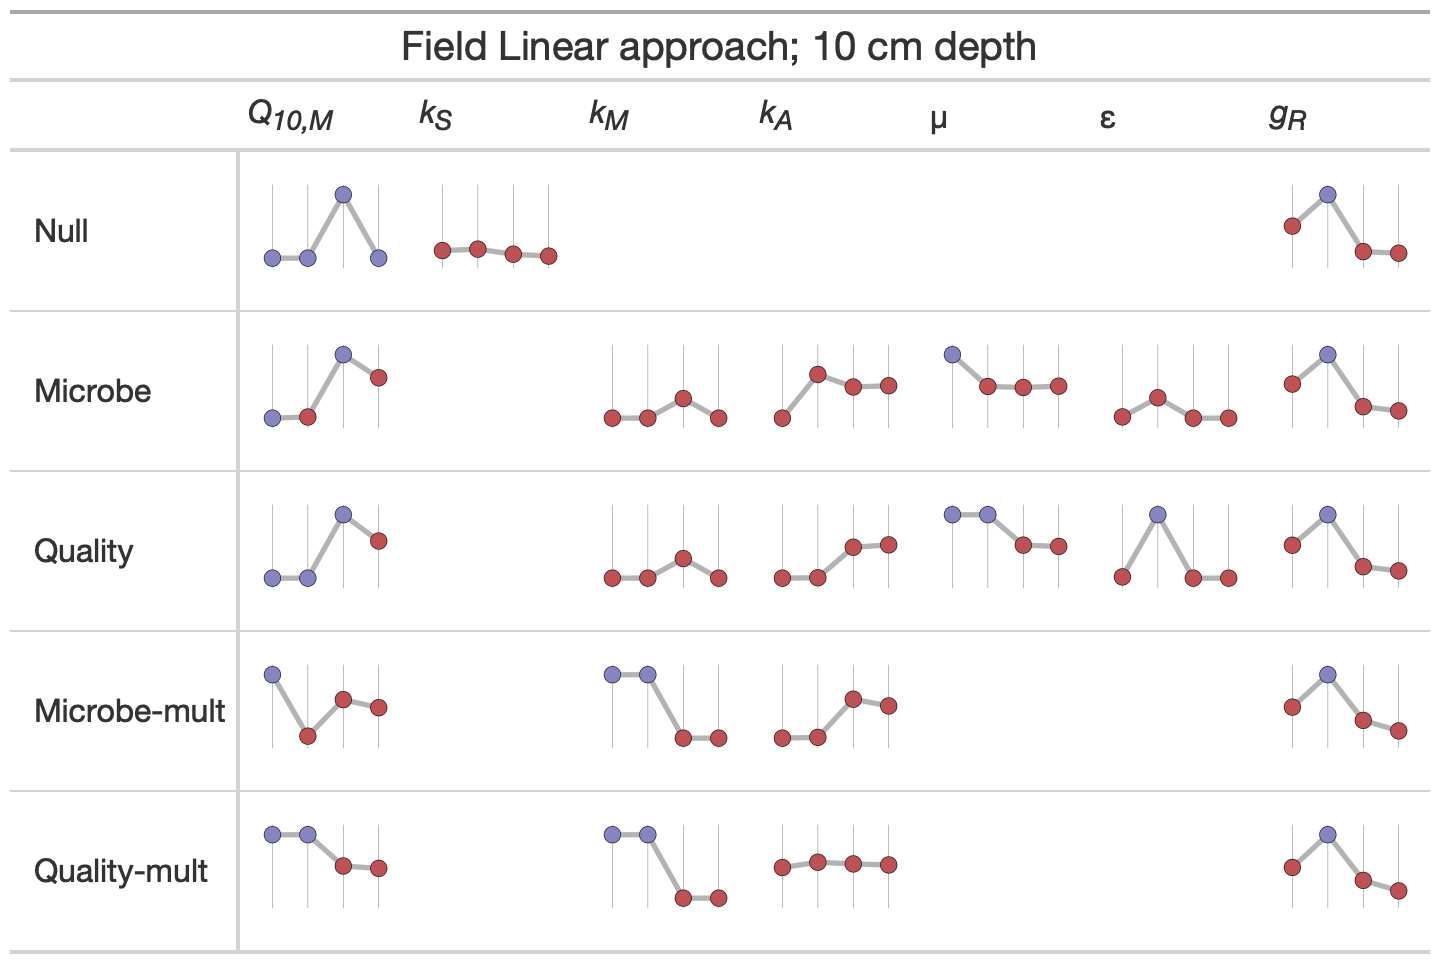 Field Linear approach; 10 cm depth
Q10,M kS kM kA μ ε gR
Null
Microbe
Quality
Microbe-mult
Quality-mult